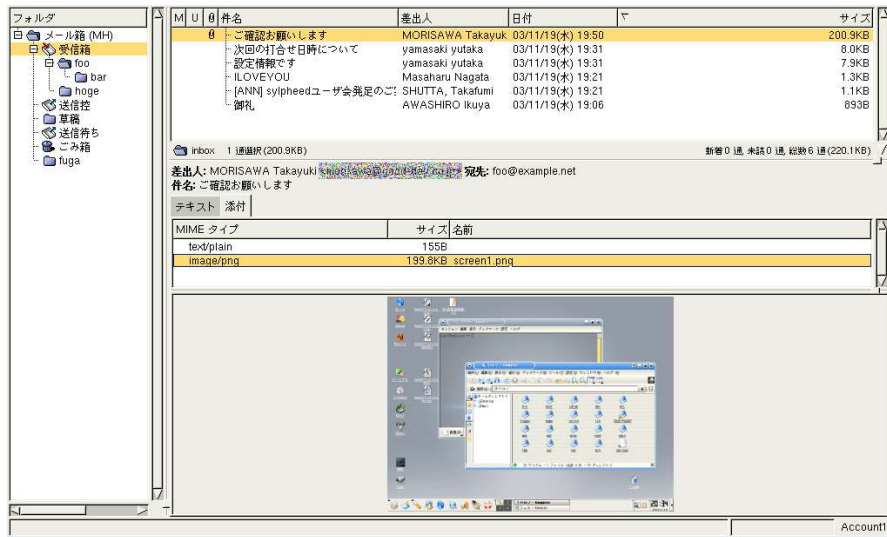 フォルダ
メール箱 (MH)
受信箱
foo
bar
hoge
送信控
草稿
送信待ち
ごみ箱
fuga
M U 件名 差出人 日付 サイズ
ご確認お願いします MORISAWA Takayuk 03/11/19(水) 19:50 200.9KB
次回の打合せ日時について yamasaki yutaka 03/11/19(水) 19:31 8.0KB
設定情報です yamasaki yutaka 03/11/19(水) 19:31 7.9KB
ILOVEYOU Masaharu Nagata 03/11/19(水) 19:21 1.3KB
[ANN] sylpheedユーザ会発足のご SHUTTA, Takafumi 03/11/19(水) 19:21 1.1KB
御礼 AWASHIRO Ikuya 03/11/19(水) 19:06 893B
inbox 1 通選択(200.9KB) 新着0 通, 未読0 通, 総数6 通(220.1KB)
差出人: MORISAWA Takayuki 宛先: foo@example.net
件名: ご確認お願いします
テキスト 添付
MIME タイプ サイズ 名前
text/plain 155B
image/png 199.8KB screen1.png
Account1